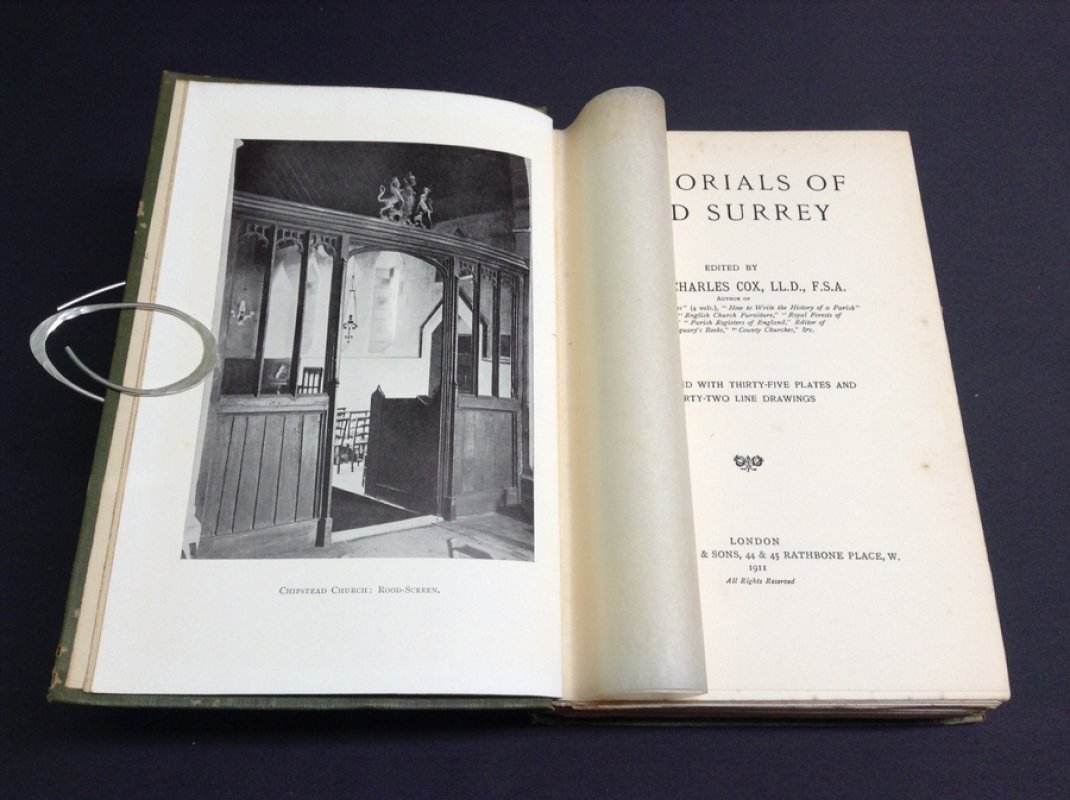 CHIPSTEAD CHURCH: ROOD-SCREEN,
ORIALS OF
D SURREY
EDITED BY
CHARLES COX, LL.D., F.S.A.
AUTHOR OF
" (4 vols.), "How to Write the History of a Parish"
"English Church Furniture," "Royal Forests of
" "Parish Registers of England," Editor of
quary's Books," "County Churches," &c.
ED WITH THIRTY-FIVE PLATES AND
RTY-TWO LINE DRAWINGS
LONDON
& SONS, 44 & 45 RATHBONE PLACE, W.
1911
All Rights Reserved